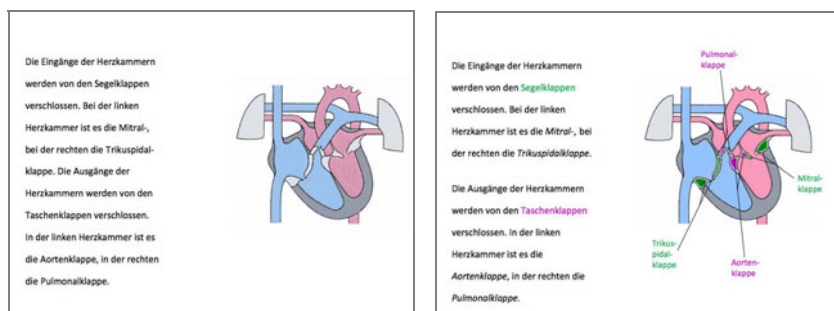 Die Eingänge der Herzkammern
werden von den Segelklappen
verschlossen. Bei der linken
Herzkammer ist es die Mitral-,
bei der rechten die Trikuspidal-
klappe. Die Ausgänge der
Herzkammern werden von den
Taschenklappen verschlossen.
In der linken Herzkammer ist es
die Aortenklappe, in der rechten
die Pulmonalklappe.
Die Eingänge der Herzkammern
werden von den Segelklappen
verschlossen. Bei der linken
Herzkammer ist es die Mitral-, bei
der rechten die Trikuspidalklappe.
Die Ausgänge der Herzkammern
werden von den Taschenklappen
verschlossen. In der linken
Herzkammer ist es die
Aortenklappe, in der rechten die
Pulmonalklappe.
Pulmonal-
klappe
Mitral-
klappe
Trikus-
pidal-
klappe
Aorten-
klappe